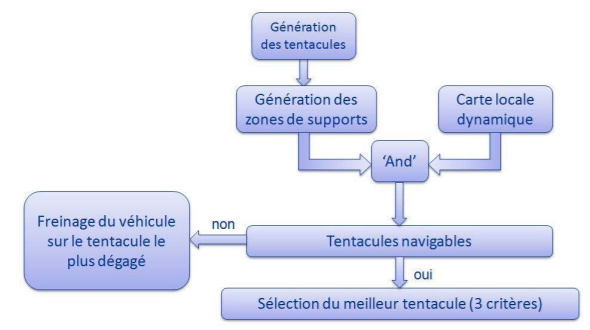 Génération
des tentacules
Génération des
zones de supports
Carte locale
dynamique
'And'
Freinage du véhicule
sur le tentacule le
plus dégagé
non
Tentacules navigables
oui
Sélection du meilleur tentacule (3 critères)